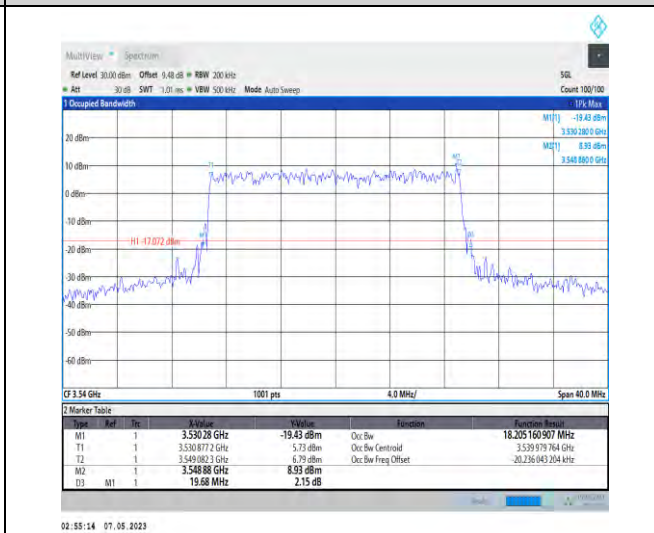 MultiView Spectrum
Ref Level 30.00 dBm Offset 9.48 dB RBW 200 kHz SGL
Att 30 dB SWT 1.01 ms VBW 500 kHz Mode Auto Sweep Count 100/100
1 Occupied Bandwidth 1Pk Max
M1[1] -19.43 dBm
3.530 280 0 GHz
M2[1] 8.93 dBm
3.548 880 0 GHz
20 dBm
10 dBm
0 dBm
-10 dBm
H1 -17.072 dBm
-20 dBm
-30 dBm
-40 dBm
-50 dBm
-60 dBm
T1
M2
CF 3.54 GHz 1001 pts 4.0 MHz/ Span 40.0 MHz
2 Marker Table
Type Ref Trc X-Value Y-Value Function Function Result
M1 1 3.530 28 GHz -19.43 dBm Occ Bw 18.205 160 907 MHz
T1 1 3.530 877 2 GHz 5.73 dBm Occ Bw Centroid 3.539 979 764 GHz
T2 1 3.549 082 3 GHz 6.79 dBm Occ Bw Freq Offset -20.236 043 204 kHz
M2 1 3.548 88 GHz 8.93 dBm
D3 M1 1 19.68 MHz 2.15 dB
02:55:14 07.05.2023